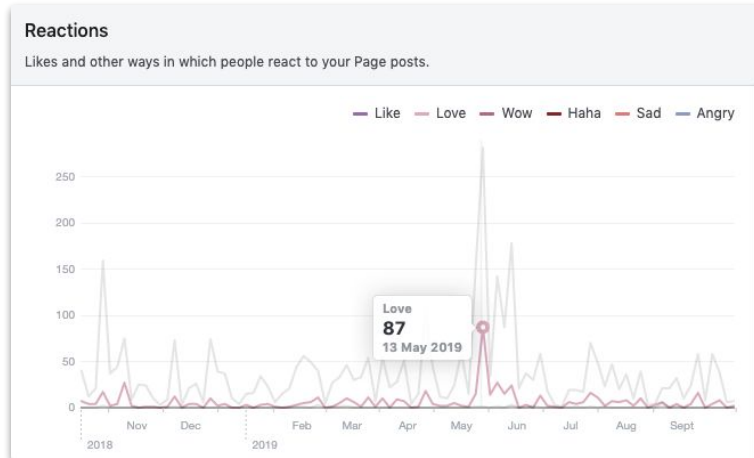 Reactions
Likes and other ways in which people react to your Page posts.
Like Love Wow Haha Sad Angry
250
200
150
100
50
0
Love
87
13 May 2019
Nov Dec Feb Mar Apr May Jun Jul Aug Sept
2018 2019